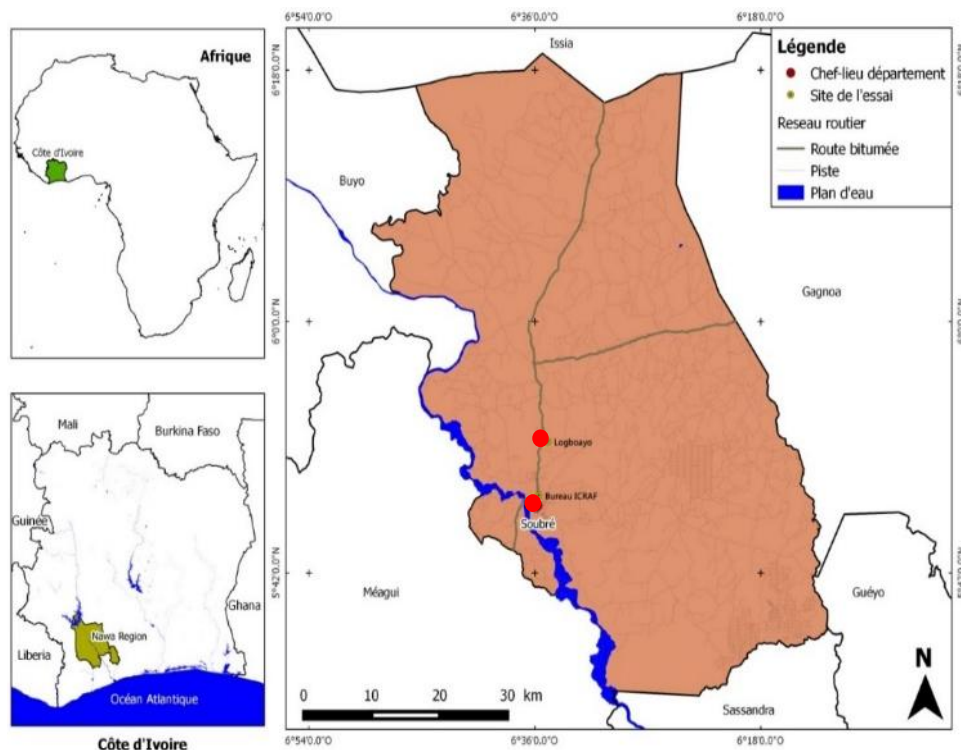 Afrique
Côte d'Ivoire
Mali
Burkina Faso
Guinée
Ghana
Nawa Region
Liberia
Océan Atlantique
Côte d'Ivoire
6°54'0.0"O
6°36'0.0"O
6°18'0.0"O
6°18'0.0"N
6°0'0.0"N
5°42'0.0"N
Issia
Buyo
Gagnoa
Logboayo
Bureau ICRAF
Soubré
Méagui
Guéyo
Sassandra
0 10 20 30 km
N
Légende
Chef-lieu département
Site de l'essai
Reseau routier
Route bitumée
Piste
Plan d'eau
6°0'0.0"N
6°54'0.0"O
6°36'0.0"O
6°18'0.0"O